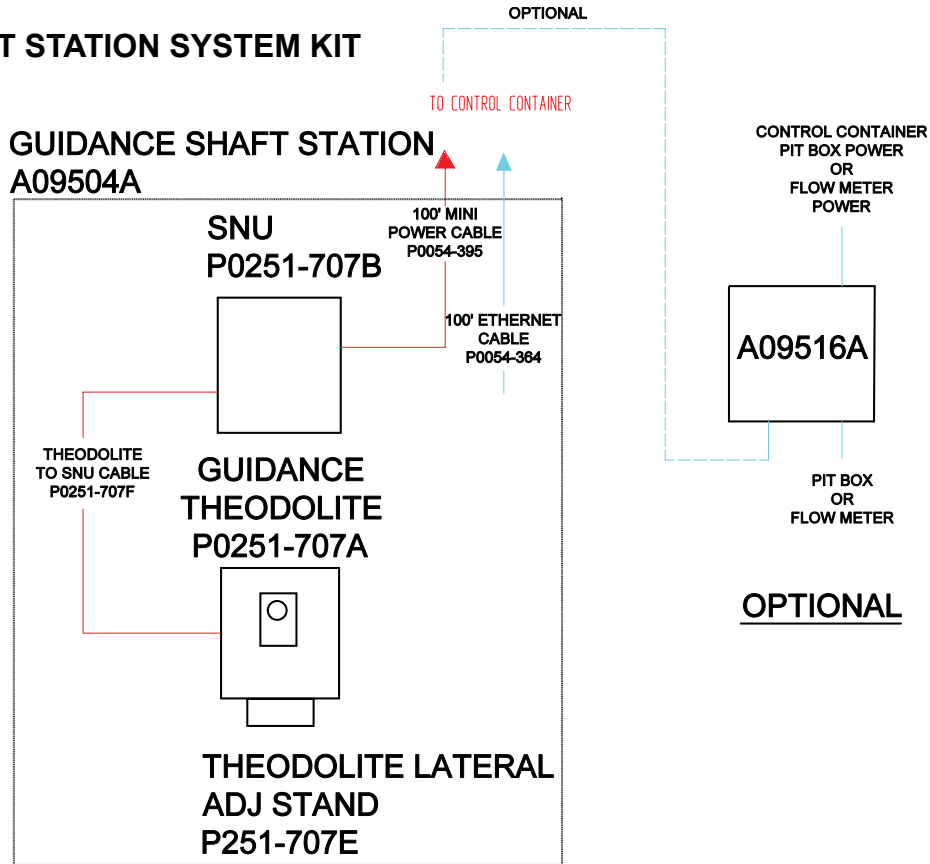 OPTIONAL
T STATION SYSTEM KIT
TO CONTROL CONTAINER
GUIDANCE SHAFT STATION
A09504A
SNU
P0251-707B
100' MINI
POWER CABLE
P0054-395
100' ETHERNET
CABLE
P0054-364
THEODOLITE
TO SNU CABLE
P0251-707F
GUIDANCE
THEODOLITE
P0251-707A
THEODOLITE LATERAL
ADJ STAND
P251-707E
CONTROL CONTAINER
PIT BOX POWER
OR
FLOW METER
POWER
A09516A
PIT BOX
OR
FLOW METER
OPTIONAL